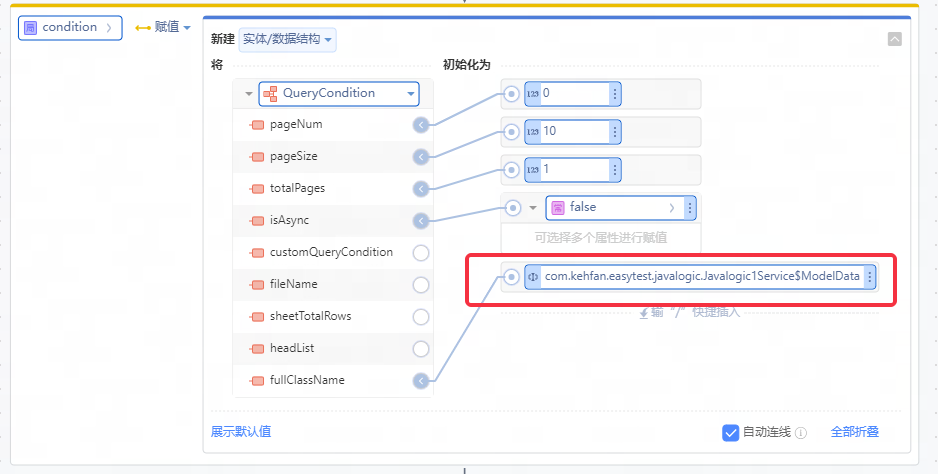 condition
赋值
新建 实体/数据结构
将 初始化为
QueryCondition
pageNum
123 0
pageSize
123 10
totalPages
123 1
isAsync
false
可选择多个属性进行赋值
customQueryCondition
fileName
com.kehfan.easytest.javalogic.Javalogic1Service$ModelData
sheetTotalRows
输 "/" 快捷插入
headList
fullClassName
展示默认值
自动连线
全部折叠